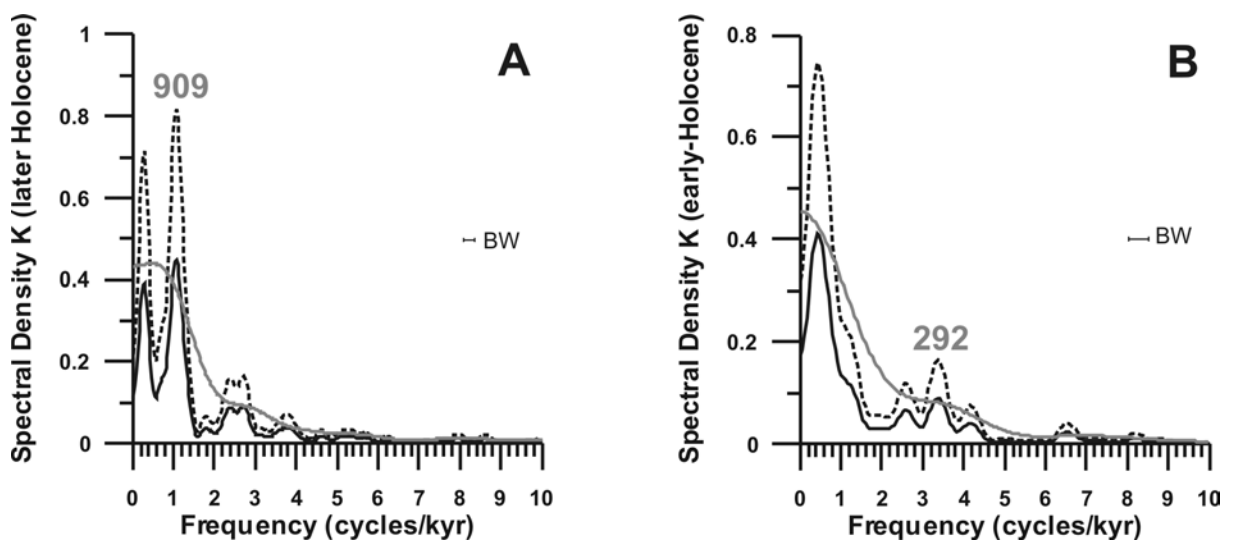 A
Spectral Density K (later Holocene)
1
0.8
0.6
0.4
0.2
0
909
BW
0 1 2 3 4 5 6 7 8 9 10
Frequency (cycles/kyr)
B
Spectral Density K (early-Holocene)
0.8
0.6
0.4
0.2
0
292
BW
0 1 2 3 4 5 6 7 8 9 10
Frequency (cycles/kyr)